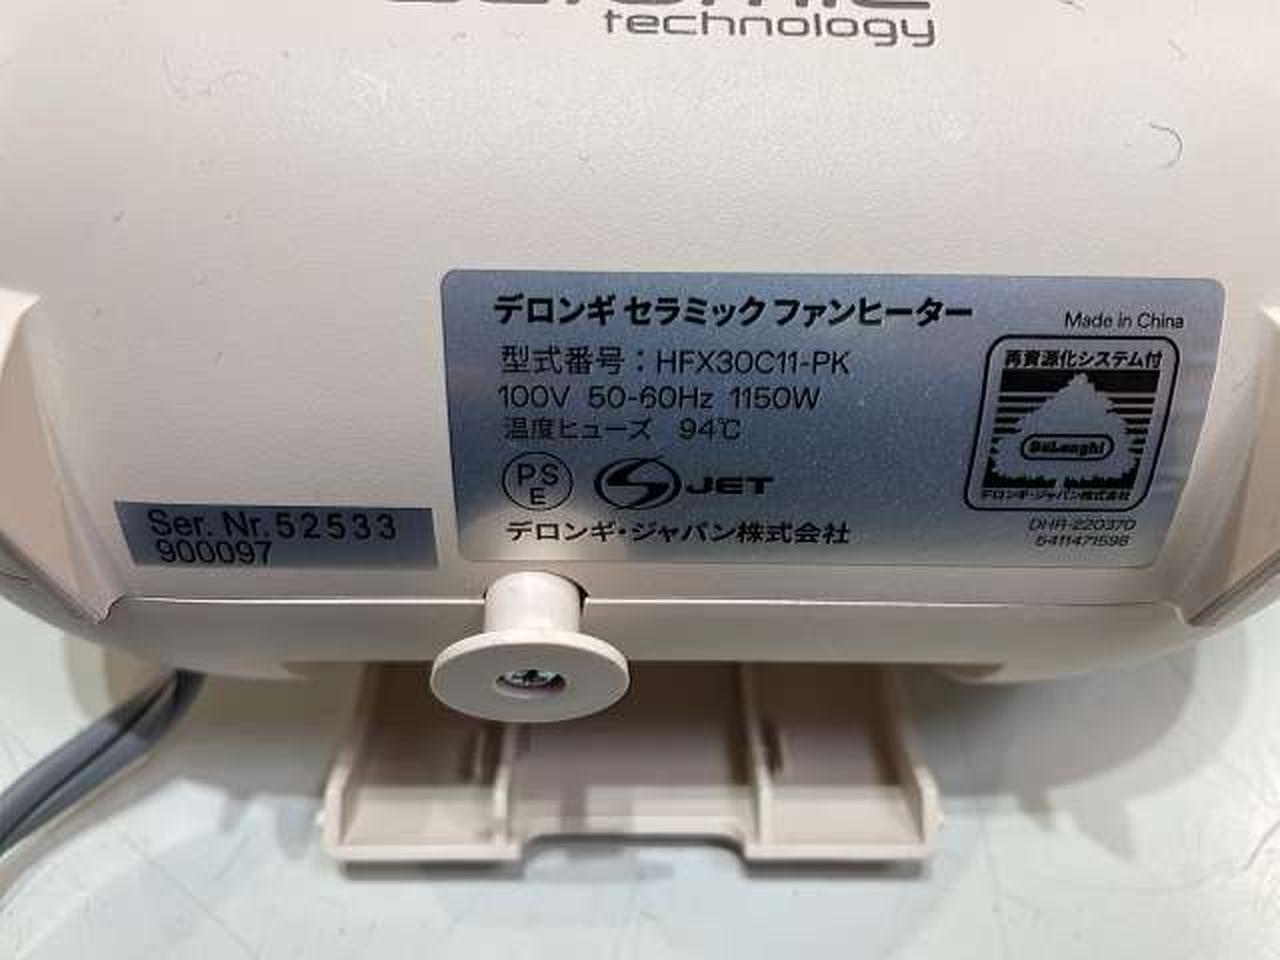 technology
デロンギ セラミック ファンヒーター
Made in China
型式番号：HFX30C11-PK
100V 50-60Hz 1150W
温度ヒューズ 94℃
PS
E
JET
デロンギ・ジャパン株式会社
再資源化システム付
DeLonghi
デロンギ・ジャパン株式会社
DHR-220370
5411471598
Ser. Nr. 52533
900097